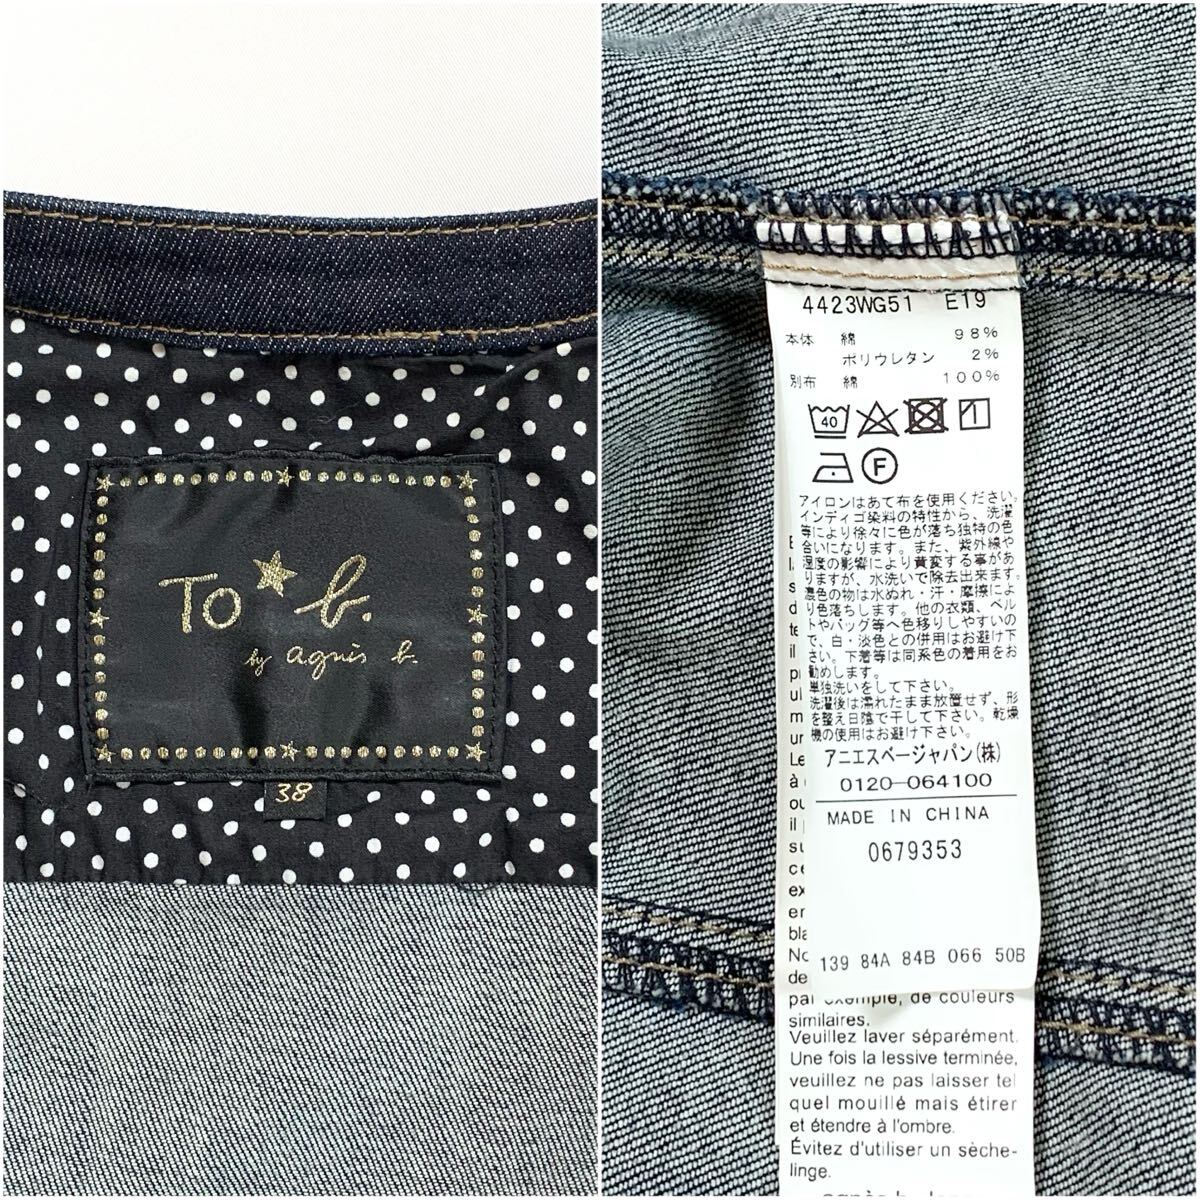 To b.
by agnès b.
38
4423WG51 E19
本体 綿 98%
ポリウレタン 2%
別布 綿 100%
40
F
アイロンはあて布を使用ください。
インディゴ染料の特性から、洗濯
等により徐々に色が落ち独特の色
合いになります。また、紫外線や
湿度の影響により黄変する事があ
りますが、水洗いで除去出来ます。
濃色の物は水ぬれ・汗・摩擦によ
り色落ちします。他の衣類、ベル
トやバッグ等へ色移りしやすいの
で、白・淡色との併用はお避け下
さい。下着等は同系色の着用をお
勧めします。
単独洗いをして下さい。
洗濯後は濡れたまま放置せず、形
を整え日陰で干して下さい。乾燥
機の使用はお避け下さい。
アニエスベージャパン(株)
0120-064100
MADE IN CHINA
0679353
139 84A 84B 066 50B
par exemple, de couleurs
similaires.
Veuillez laver séparément.
Une fois la lessive terminée,
veuillez ne pas laisser tel
quel mouillé mais étirer
et étendre à l'ombre.
Évitez d'utiliser un sèche-
linge.